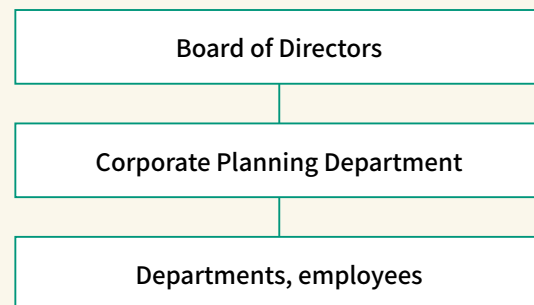 Board of Directors
Corporate Planning Department
Departments, employees